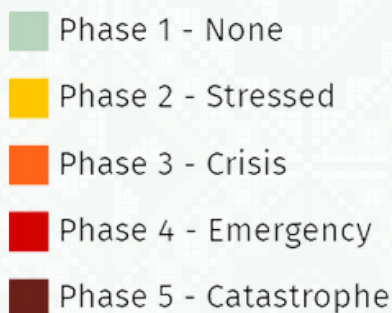 Phase 1 - None
Phase 2 - Stressed
Phase 3 - Crisis
Phase 4 - Emergency
Phase 5 - Catastrophe